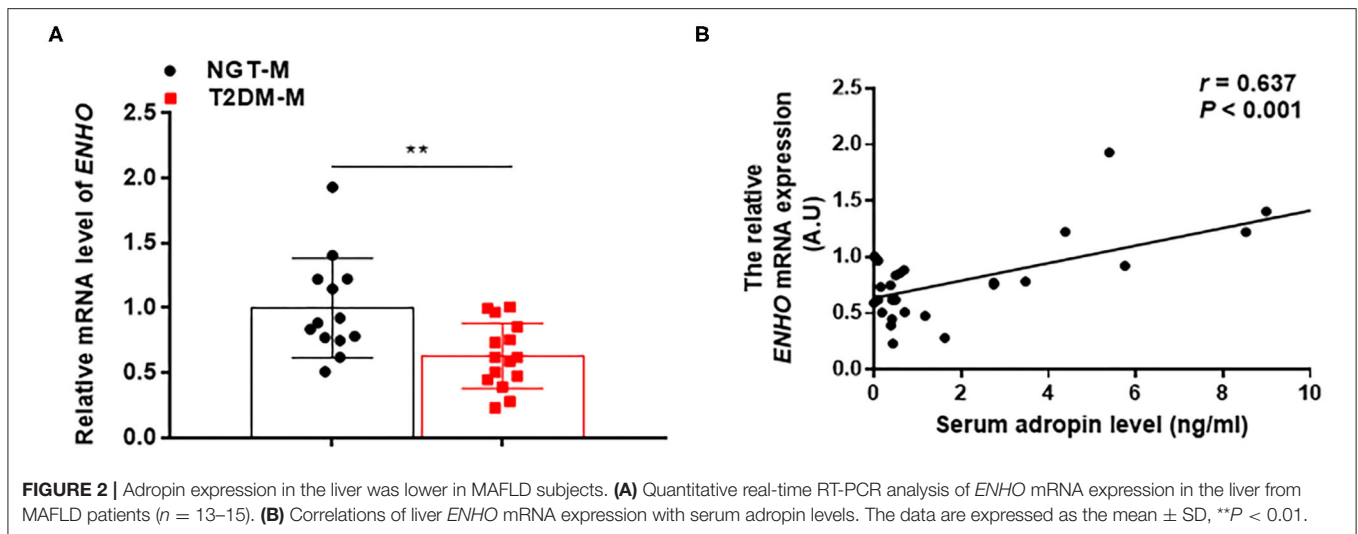 A
NGT-M
T2DM-M
2.5
2.0
1.5
1.0
0.5
0.0
Relative mRNA level of ENHO
**
B
r = 0.637
P < 0.001
2.5
2.0
1.5
1.0
0.5
0.0
The relative
ENHO mRNA expression
(A.U)
0 2 4 6 8 10
Serum adropin level (ng/ml)
FIGURE 2 | Adropin expression in the liver was lower in MAFLD subjects. (A) Quantitative real-time RT-PCR analysis of ENHO mRNA expression in the liver from
MAFLD patients (n = 13–15). (B) Correlations of liver ENHO mRNA expression with serum adropin levels. The data are expressed as the mean ± SD, **P < 0.01.